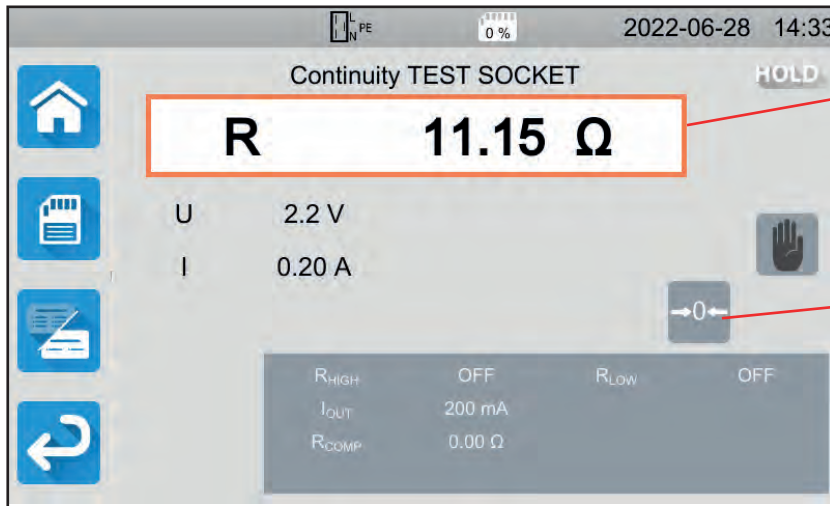 L N PE 0 % 2022-06-28 14:33
Continuity TEST SOCKET HOLD
R 11.15 Ω
U 2.2 V
I 0.20 A
→0←
RHIGH OFF RLOW OFF
IOUT 200 mA
RCOMP 0.00 Ω